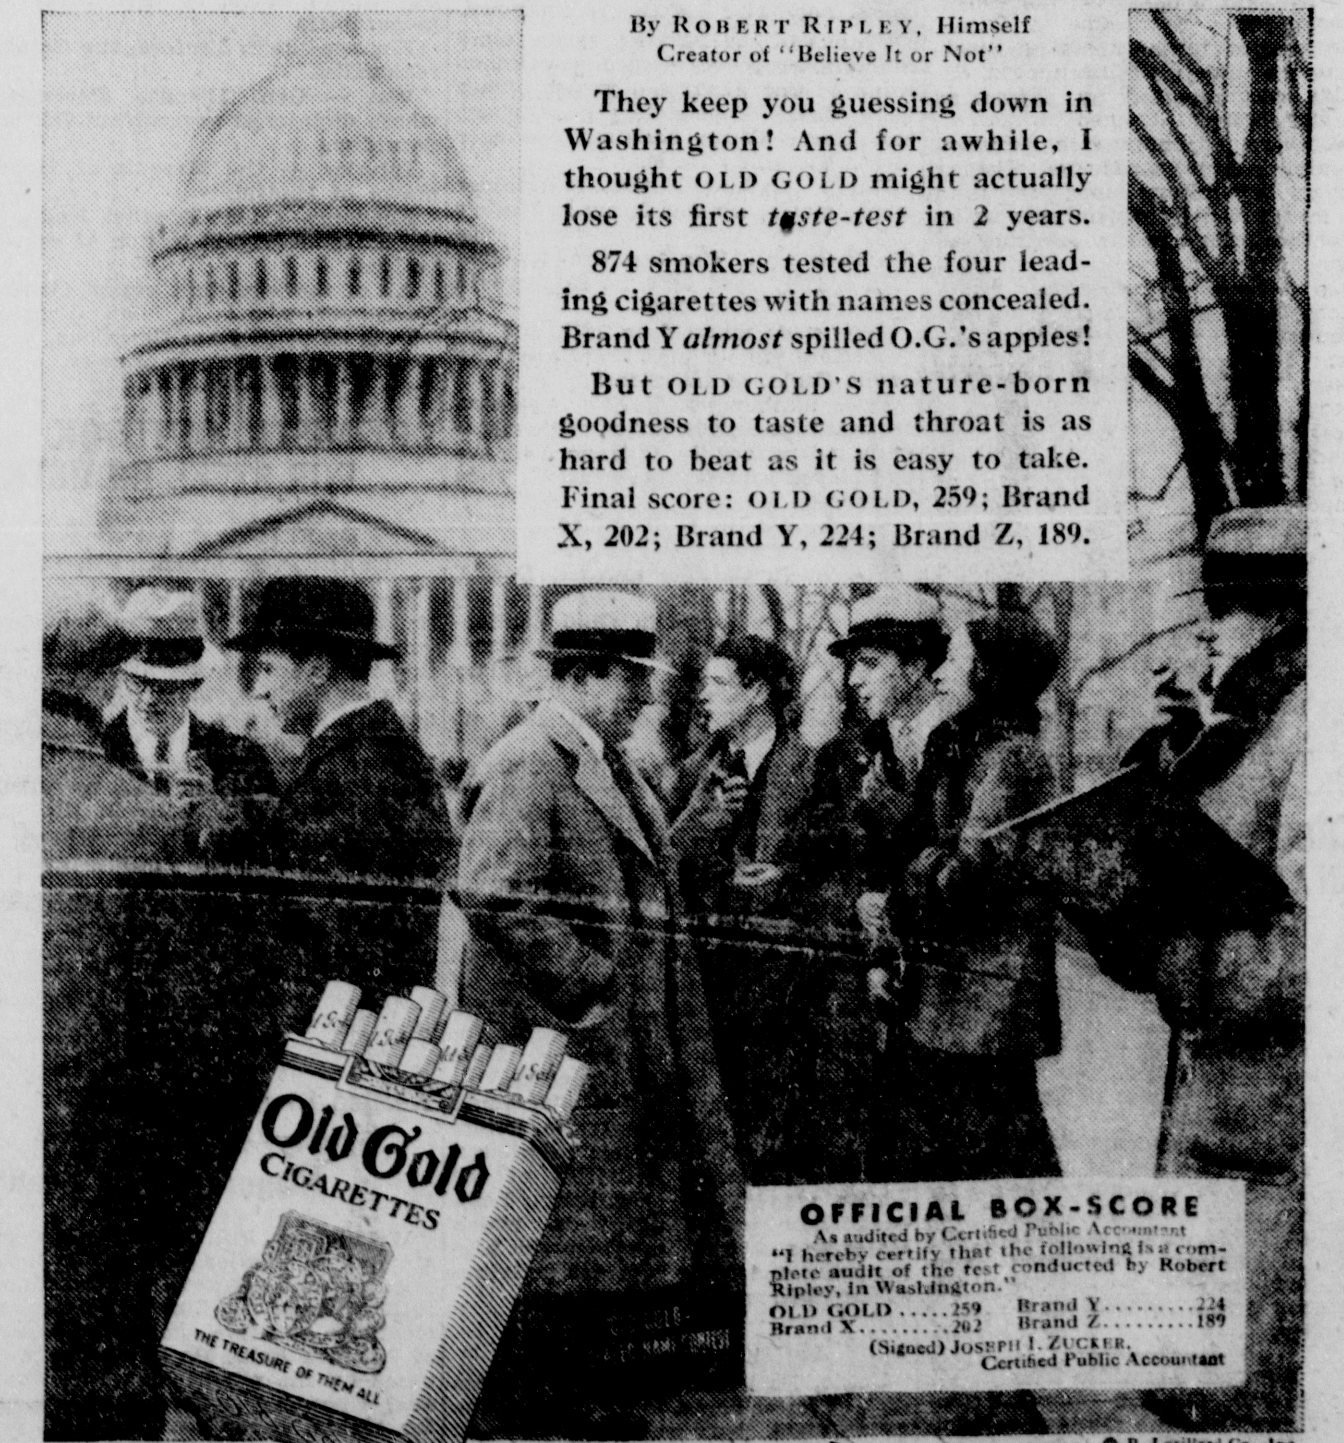 By ROBERT RIPLEY, Himself
Creator of "Believe It or Not"
They keep you guessing down in
Washington! And for awhile, I
thought OLD GOLD might actually
lose its first taste-test in 2 years.
874 smokers tested the four lead-
ing cigarettes with names concealed.
Brand Y almost spilled O.G.'s apples!
But OLD GOLD'S nature-born
goodness to taste and throat is as
hard to beat as it is easy to take.
Final score: OLD GOLD, 259; Brand
X, 202; Brand Y, 224; Brand Z, 189.
Old Gold
CIGARETTES
THE TREASURE OF THEM ALL
OFFICIAL BOX-SCORE
As audited by Certified Public Accountant
"I hereby certify that the following is a com-
plete audit of the test conducted by Robert
Ripley, in Washington."
OLD GOLD.....259 Brand Y.........224
Brand X.........202 Brand Z.........189
(Signed) JOSEPH I. ZUCKER,
Certified Public Accountant